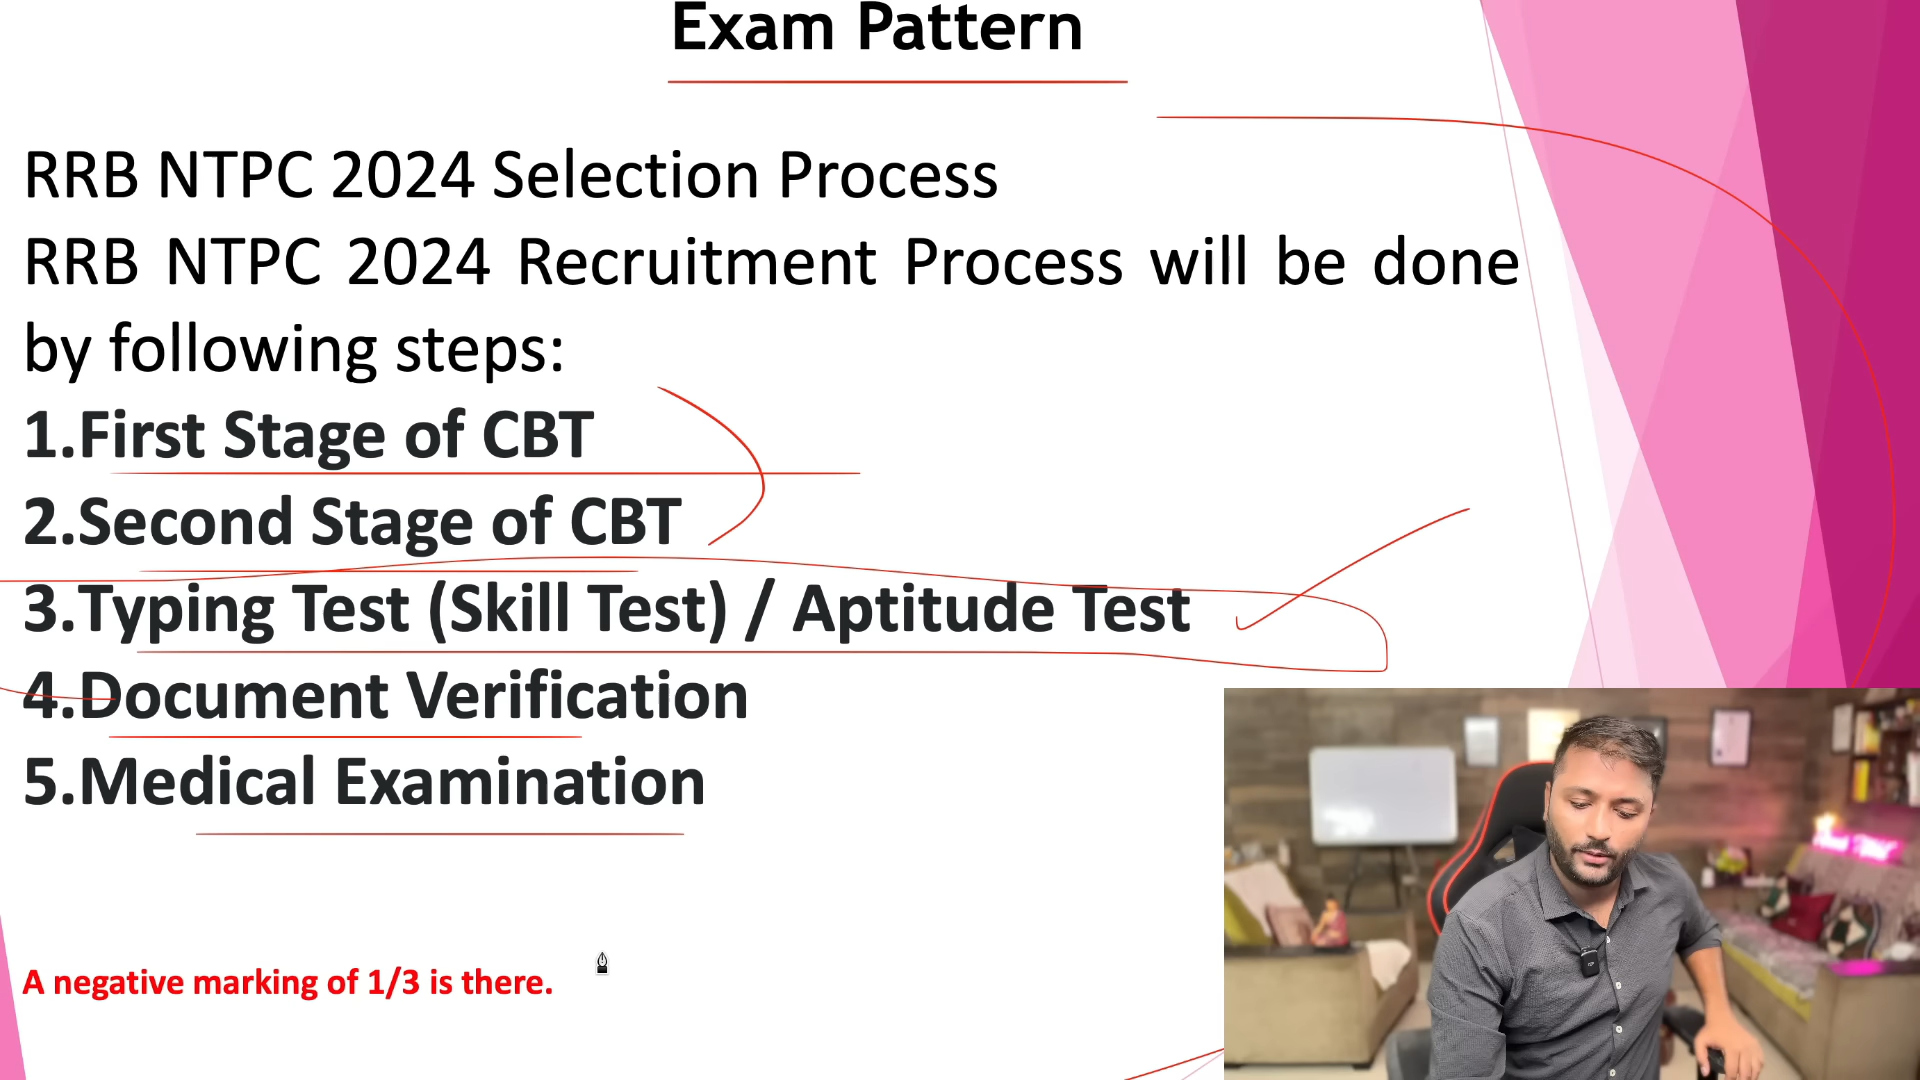 Exam Pattern
RRB NTPC 2024 Selection Process
RRB NTPC 2024 Recruitment Process will be done
by following steps:
1.First Stage of CBT
2.Second Stage of CBT
3.Typing Test (Skill Test) / Aptitude Test
4.Document Verification
5.Medical Examination
A negative marking of 1/3 is there.